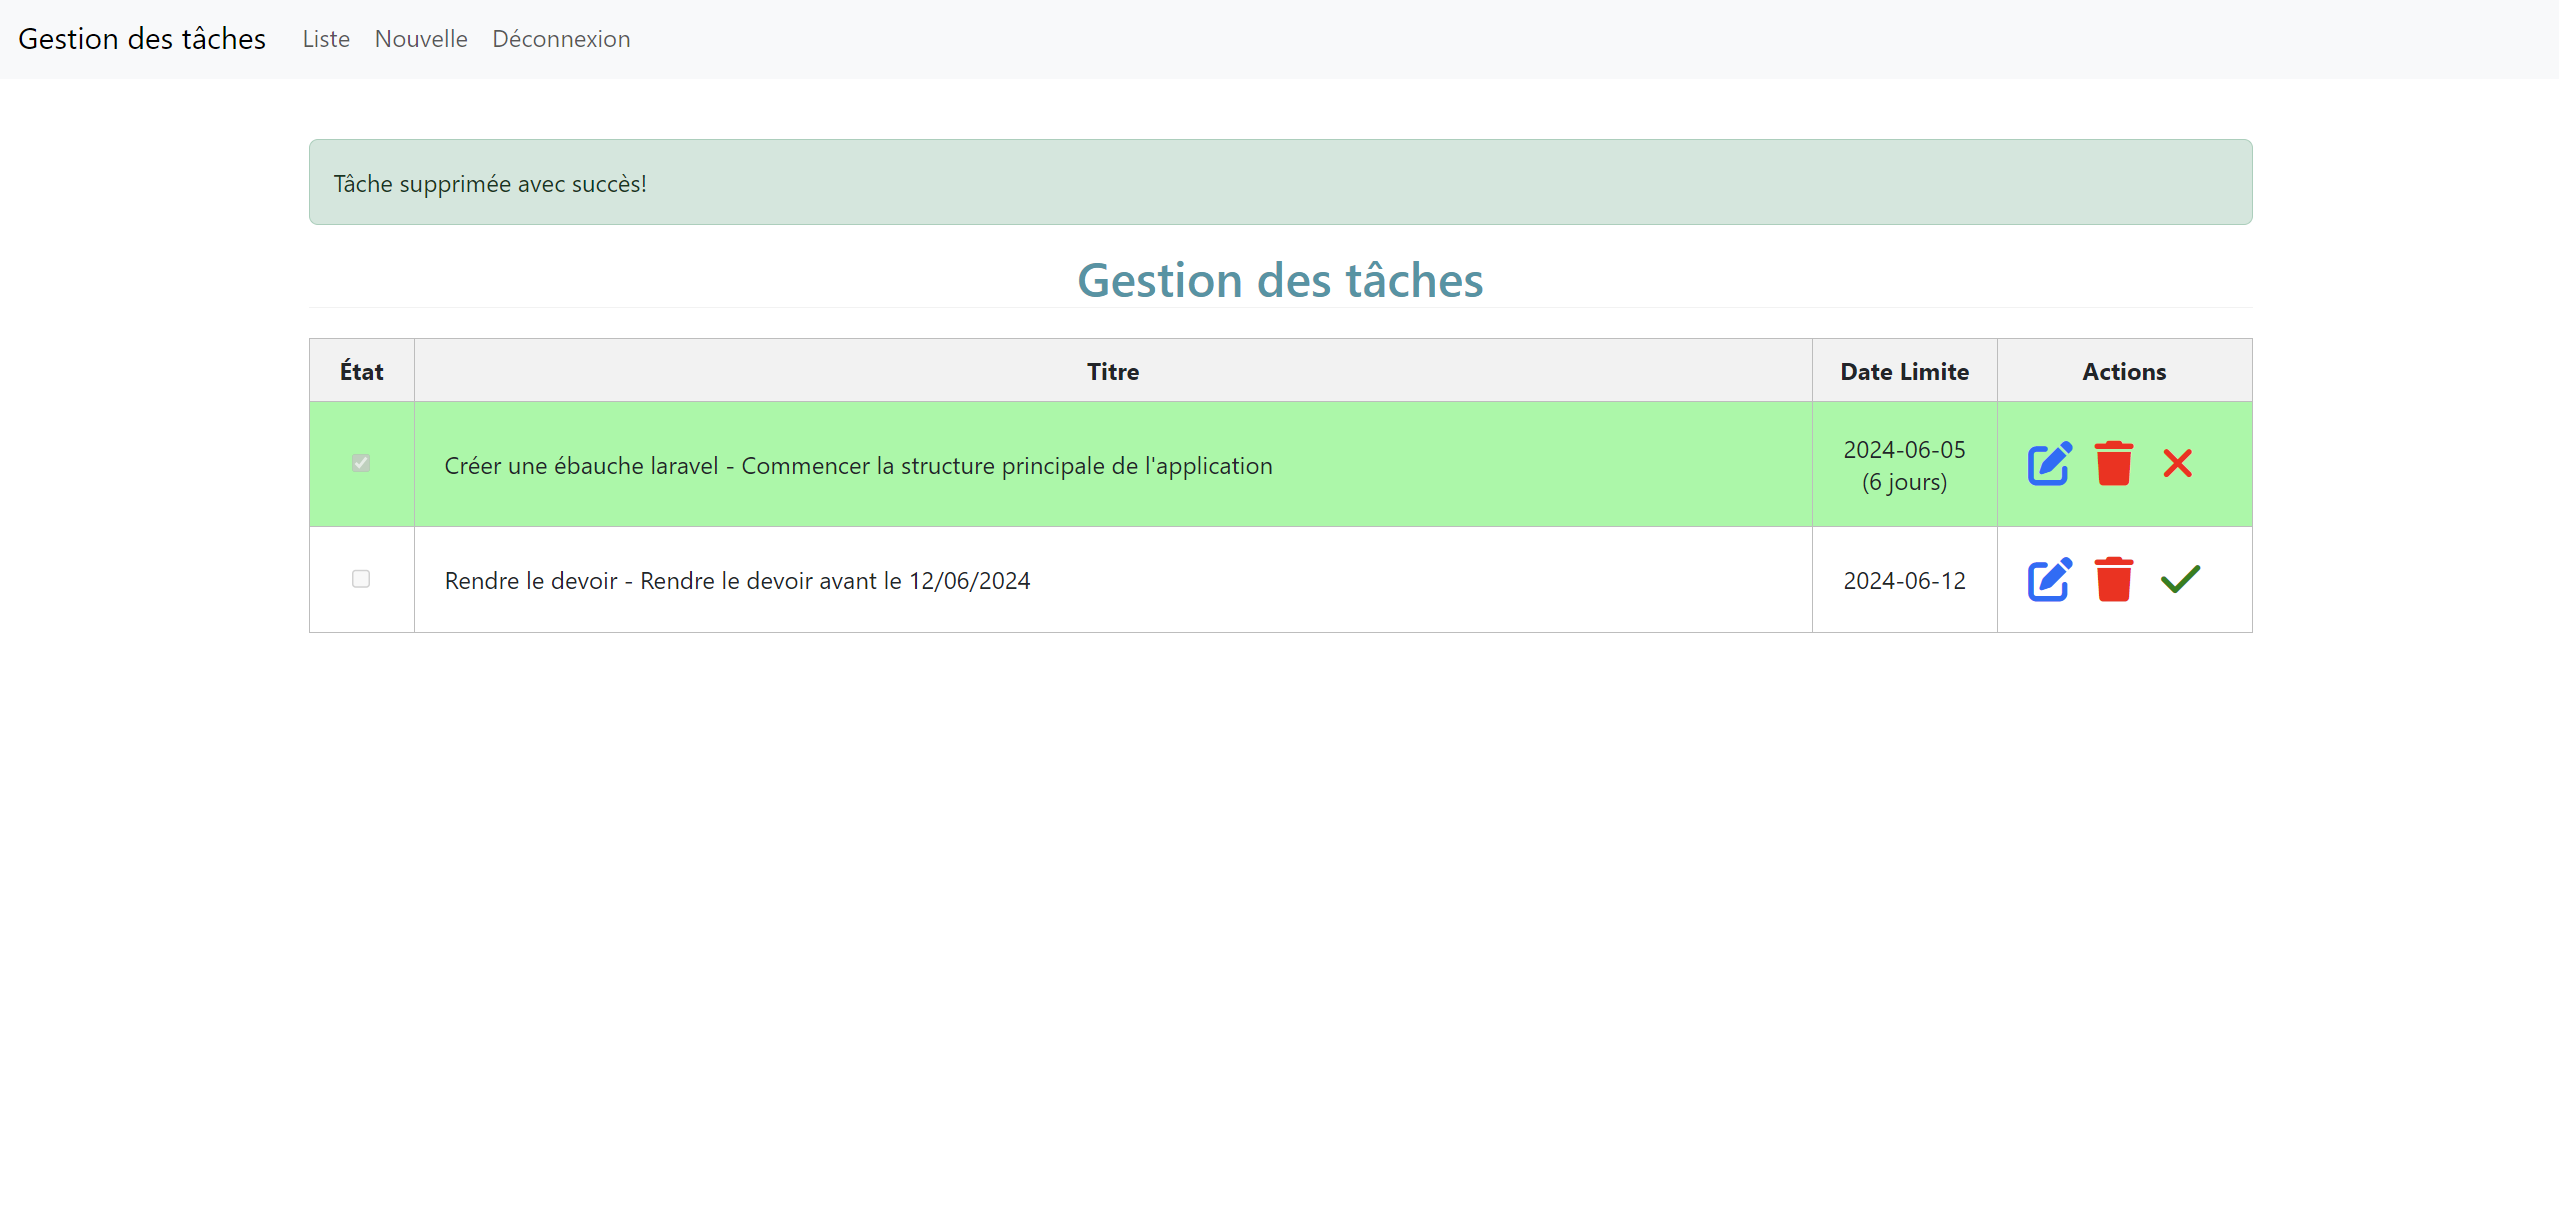 Gestion des tâches Liste Nouvelle Déconnexion
Tâche supprimée avec succès!
Gestion des tâches
État Titre Date Limite Actions
Créer une ébauche laravel - Commencer la structure principale de l'application 2024-06-05
(6 jours)
Rendre le devoir - Rendre le devoir avant le 12/06/2024 2024-06-12